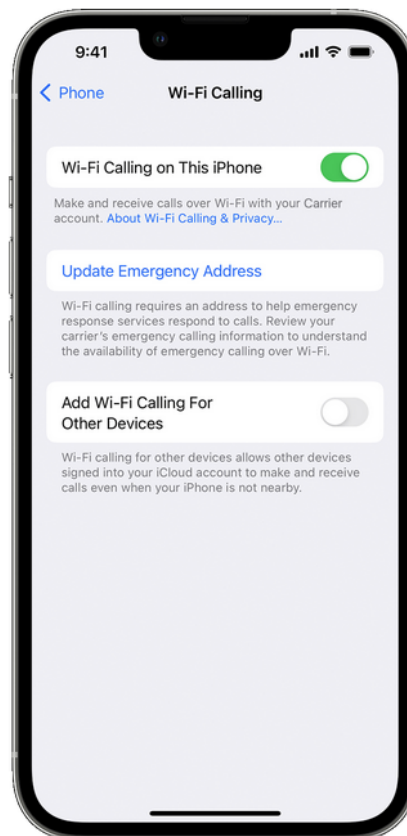 9:41
Phone
Wi-Fi Calling
Wi-Fi Calling on This iPhone
Make and receive calls over Wi-Fi with your Carrier
account. About Wi-Fi Calling & Privacy...
Update Emergency Address
Wi-Fi calling requires an address to help emergency
response services respond to calls. Review your
carrier's emergency calling information to understand
the availability of emergency calling over Wi-Fi.
Add Wi-Fi Calling For
Other Devices
Wi-Fi calling for other devices allows other devices
signed into your iCloud account to make and receive
calls even when your iPhone is not nearby.